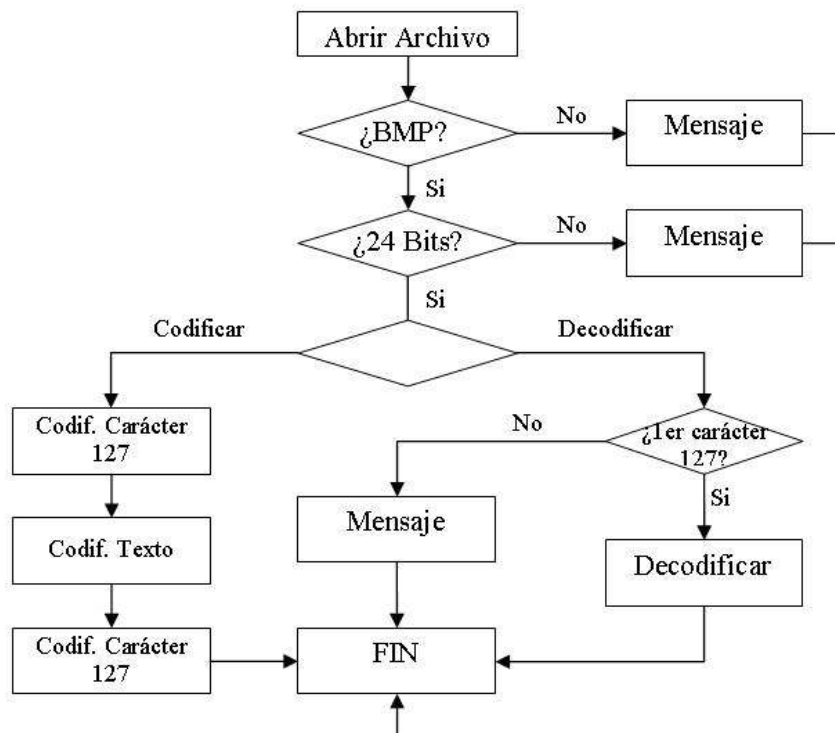 Abrir Archivo
¿BMP?
No
Mensaje
Si
¿24 Bits?
No
Mensaje
Si
Codificar
Decodificar
Codif. Carácter
127
No
¿1er carácter
127?
Si
Mensaje
Codif. Texto
Decodificar
Codif. Carácter
127
FIN